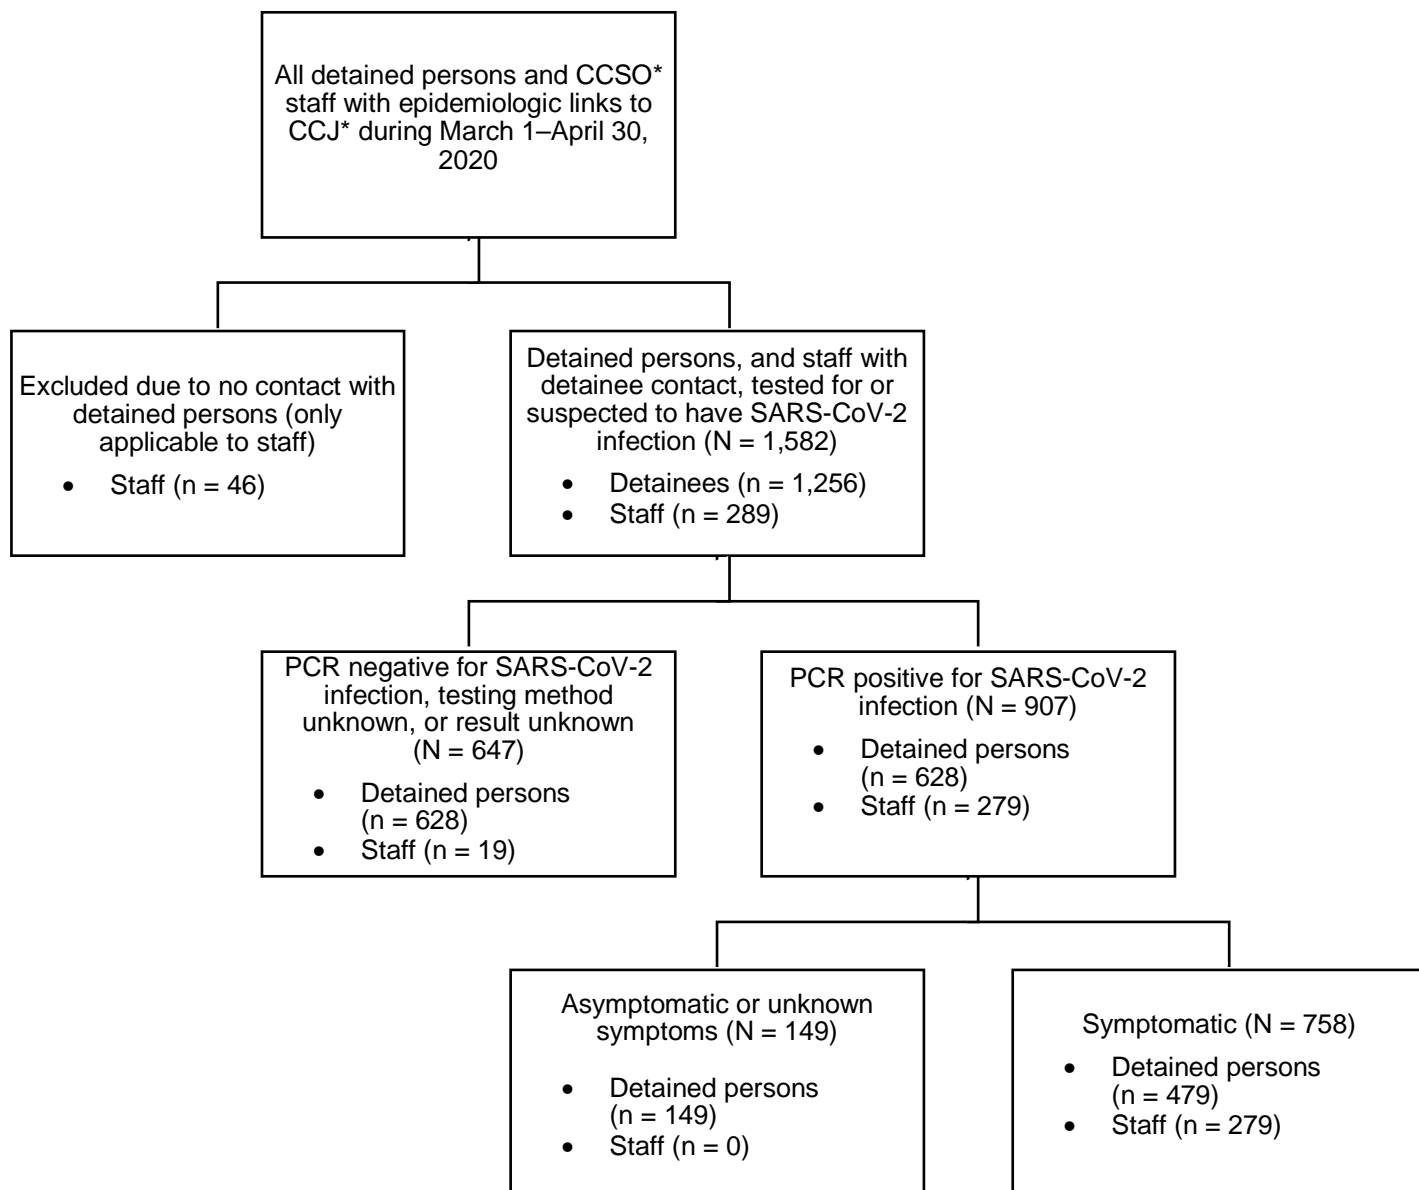 All detained persons and CCSO*
staff with epidemiologic links to
CCJ* during March 1–April 30,
2020
Excluded due to no contact with
detained persons (only
applicable to staff)
• Staff (n = 46)
Detained persons, and staff with
detainee contact, tested for or
suspected to have SARS-CoV-2
infection (N = 1,582)
• Detainees (n = 1,256)
• Staff (n = 289)
PCR negative for SARS-CoV-2
infection, testing method
unknown, or result unknown
(N = 647)
• Detained persons
(n = 628)
• Staff (n = 19)
PCR positive for SARS-CoV-2
infection (N = 907)
• Detained persons
(n = 628)
• Staff (n = 279)
Asymptomatic or unknown
symptoms (N = 149)
• Detained persons
(n = 149)
• Staff (n = 0)
Symptomatic (N = 758)
• Detained persons
(n = 479)
• Staff (n = 279)